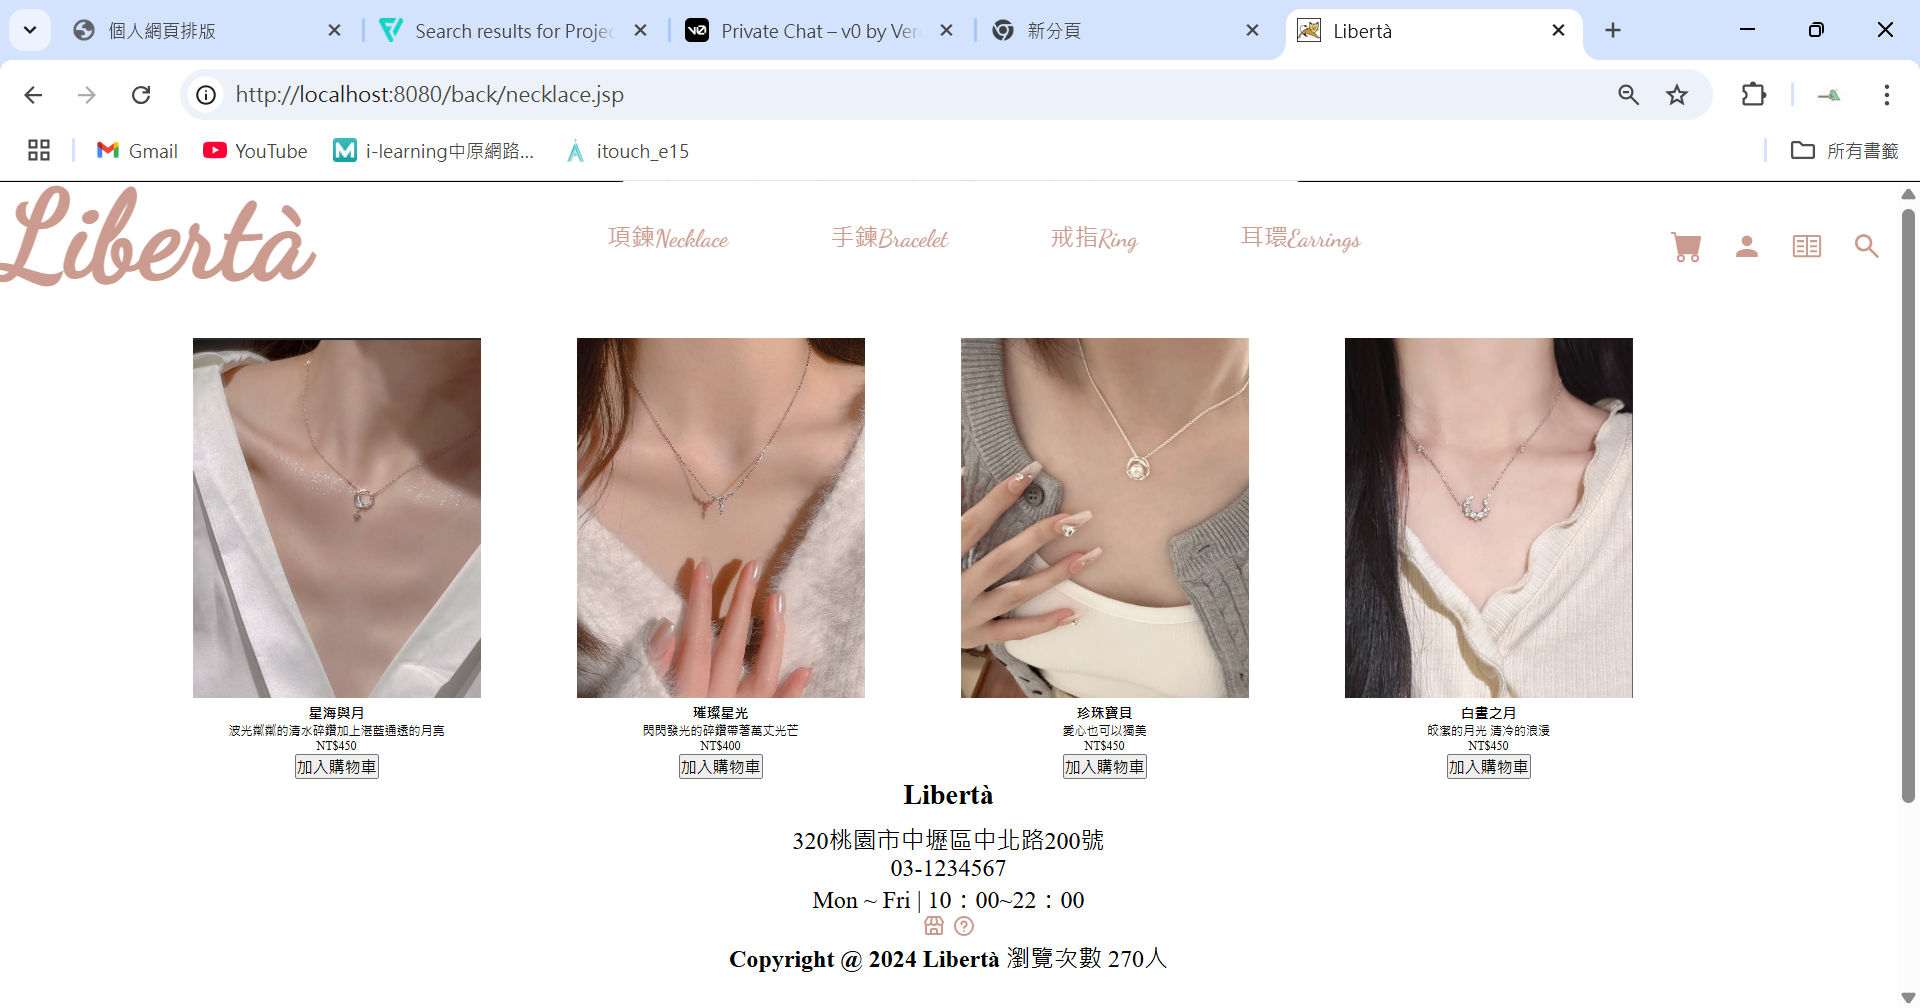 個人網頁排版
Search results for Projec
Private Chat – v0 by Verc
新分頁
Libertà
http://localhost:8080/back/necklace.jsp
Gmail
YouTube
i-learning中原網路...
itouch_e15
所有書籤
Libertà
項鍊Necklace
手鍊Bracelet
戒指Ring
耳環Earrings
星海與月
波光粼粼的清水碎鑽加上湛藍通透的月亮
NT$450
加入購物車
璀璨星光
閃閃發光的碎鑽帶著萬丈光芒
NT$400
加入購物車
珍珠寶貝
愛心也可以獨美
NT$450
加入購物車
白晝之月
皎潔的月光 清冷的浪漫
NT$450
加入購物車
Libertà
320桃園市中壢區中北路200號
03-1234567
Mon ~ Fri | 10：00~22：00
Copyright @ 2024 Libertà 瀏覽次數 270人